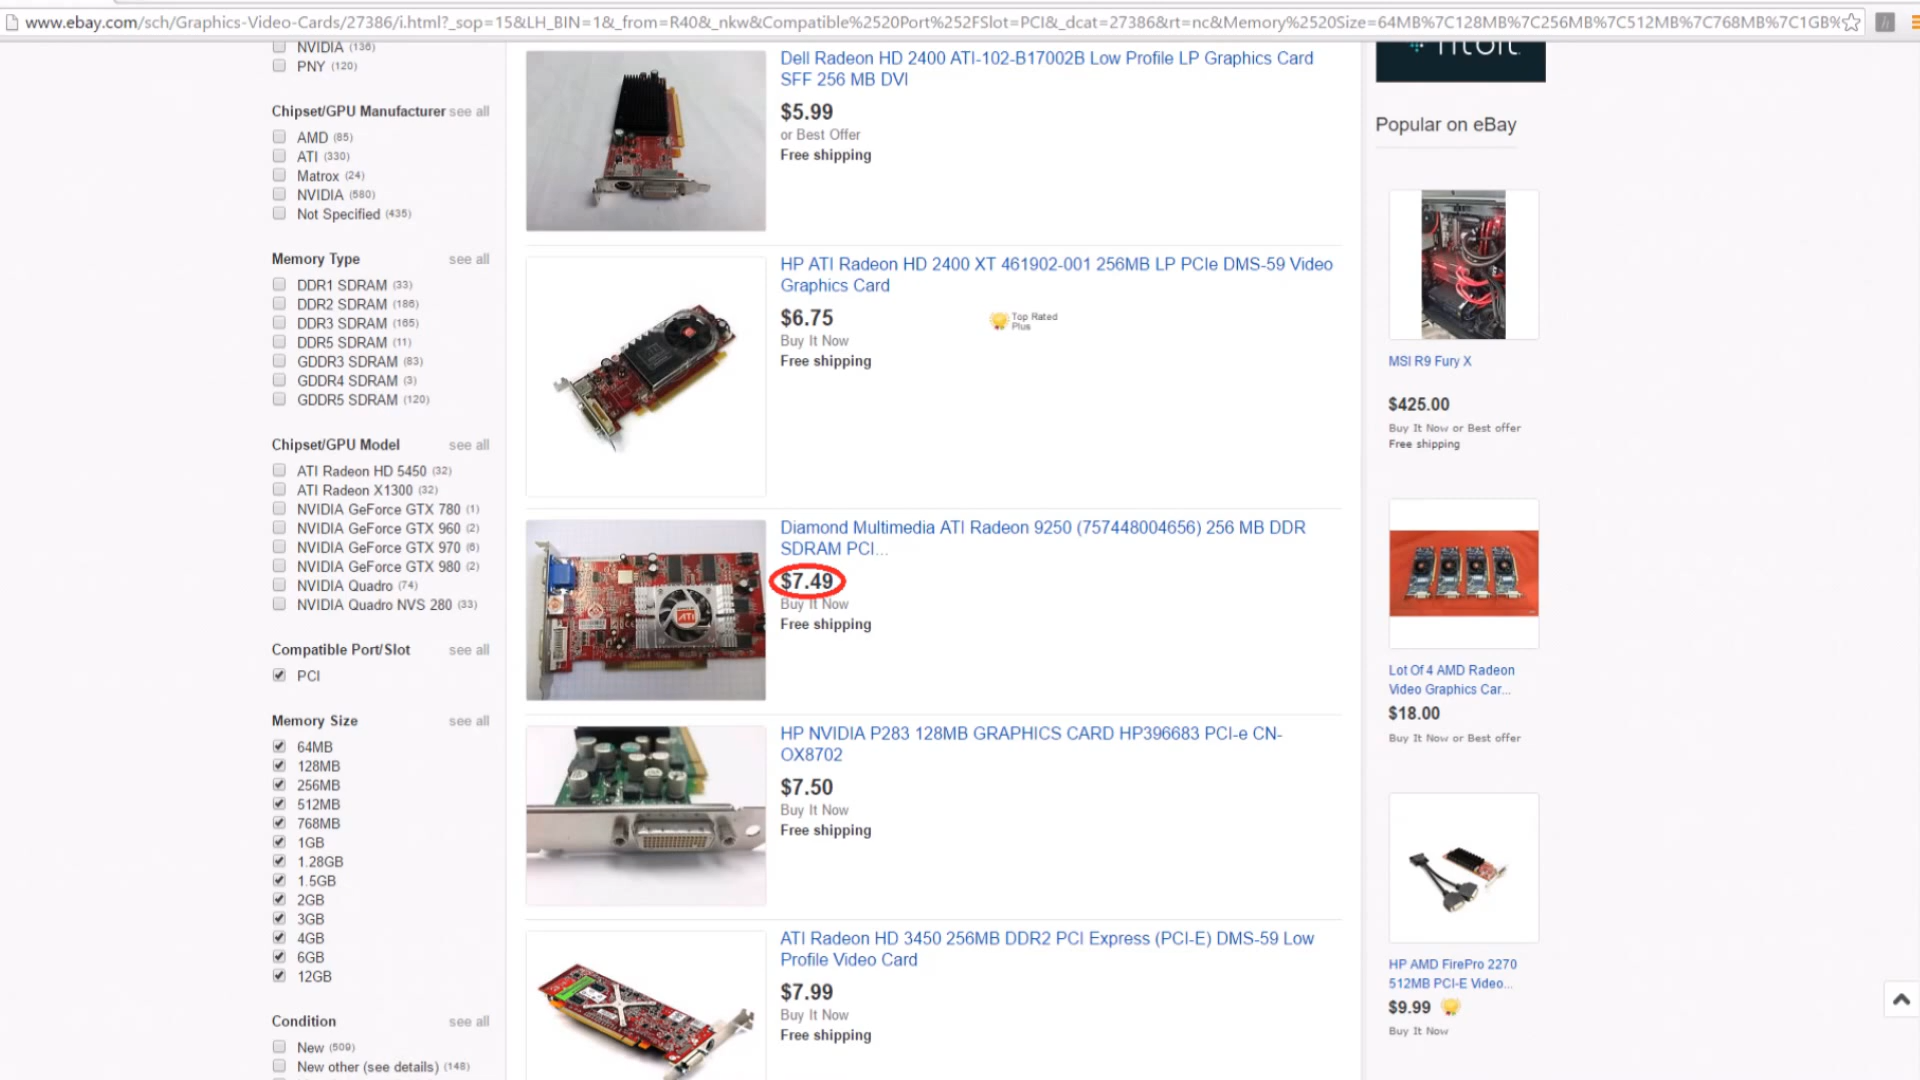 www.ebay.com/sch/Graphics-Video-Cards/27386/i.html?_sop=15&LH_BIN=1&_from=R40&_nkw&Compatible%2520Port%252FSlot=PCI&_dcat=27386&rt=nc&Memory%2520Size=64MB%7C128MB%7C256MB%7C512MB%7C768MB%7C1GB%
NVIDIA (136)
PNY (120)
Chipset/GPU Manufacturer see all
AMD (85)
ATI (330)
Matrox (24)
NVIDIA (580)
Not Specified (435)
Memory Type see all
DDR1 SDRAM (33)
DDR2 SDRAM (186)
DDR3 SDRAM (165)
DDR5 SDRAM (11)
GDDR3 SDRAM (83)
GDDR4 SDRAM (3)
GDDR5 SDRAM (120)
Chipset/GPU Model see all
ATI Radeon HD 5450 (32)
ATI Radeon X1300 (32)
NVIDIA GeForce GTX 780 (1)
NVIDIA GeForce GTX 960 (2)
NVIDIA GeForce GTX 970 (6)
NVIDIA GeForce GTX 980 (2)
NVIDIA Quadro (74)
NVIDIA Quadro NVS 280 (33)
Compatible Port/Slot see all
PCI
Memory Size see all
64MB
128MB
256MB
512MB
768MB
1GB
1.28GB
1.5GB
2GB
3GB
4GB
6GB
12GB
Condition see all
New (509)
New other (see details) (148)
Dell Radeon HD 2400 ATI-102-B17002B Low Profile LP Graphics Card
SFF 256 MB DVI
$5.99
or Best Offer
Free shipping
HP ATI Radeon HD 2400 XT 461902-001 256MB LP PCIe DMS-59 Video
Graphics Card
$6.75
Buy It Now
Free shipping
Top Rated
Plus
Diamond Multimedia ATI Radeon 9250 (757448004656) 256 MB DDR
SDRAM PCI...
$7.49
Buy It Now
Free shipping
ATI
HP NVIDIA P283 128MB GRAPHICS CARD HP396683 PCI-e CN-
OX8702
$7.50
Buy It Now
Free shipping
ATI Radeon HD 3450 256MB DDR2 PCI Express (PCI-E) DMS-59 Low
Profile Video Card
$7.99
Buy It Now
Free shipping
Popular on eBay
MSI R9 Fury X
$425.00
Buy It Now or Best offer
Free shipping
Lot Of 4 AMD Radeon
Video Graphics Car...
$18.00
Buy It Now or Best offer
HP AMD FirePro 2270
512MB PCI-E Video...
$9.99
Buy It Now